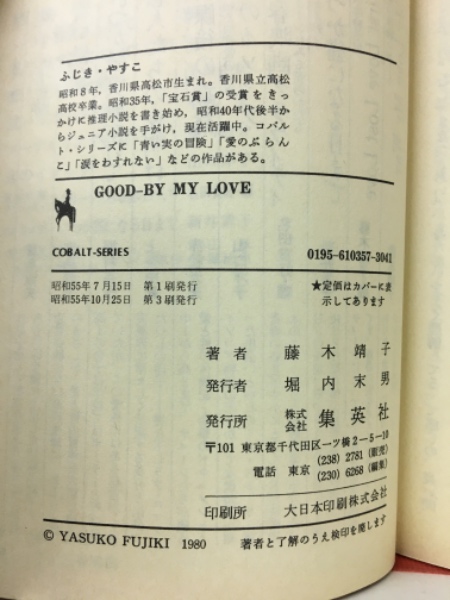 ふじき・やすこ
昭和8年，香川県高松市生まれ。香川県立高松
高校卒業。昭和35年，「宝石賞」の受賞をきっ
かけに推理小説を書き始め，昭和40年代後半か
らジュニア小説を手がけ，現在活躍中。コバル
ト・シリーズに「青い実の冒険」「愛のぶらん
こ」「涙をわすれない」などの作品がある。
GOOD-BY MY LOVE
COBALT-SERIES 0195-610357-3041
昭和55年7月15日 第1刷発行
昭和55年10月25日 第3刷発行
★定価はカバーに表
示してあります
著者 藤木靖子
発行者 堀内末男
発行所 株式会社 集英社
〒101 東京都千代田区一ツ橋2-5-10
電話 東京 (238) 2781 (販売)
(230) 6268 (編集)
印刷所 大日本印刷株式会社
© YASUKO FUJIKI 1980 著者と了解のうえ検印を廃します